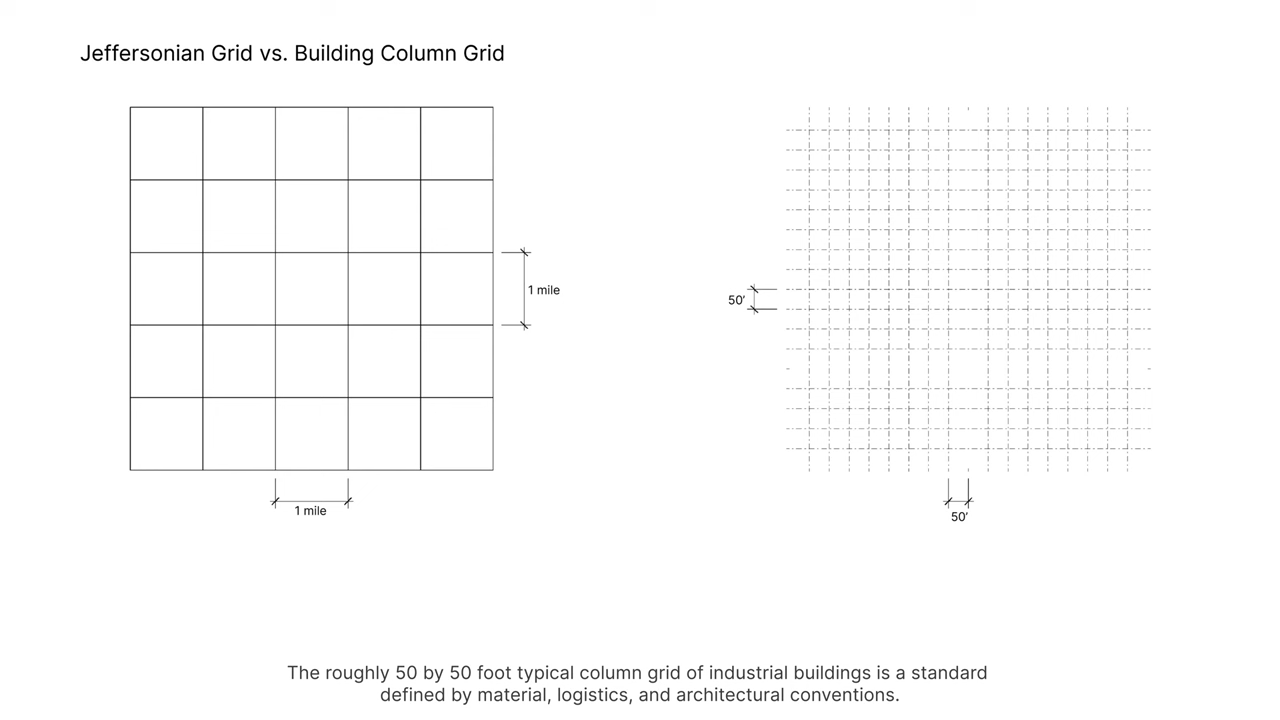 Jeffersonian Grid vs. Building Column Grid
1 mile
50′
1 mile
50′
The roughly 50 by 50 foot typical column grid of industrial buildings is a standard
defined by material, logistics, and architectural conventions.